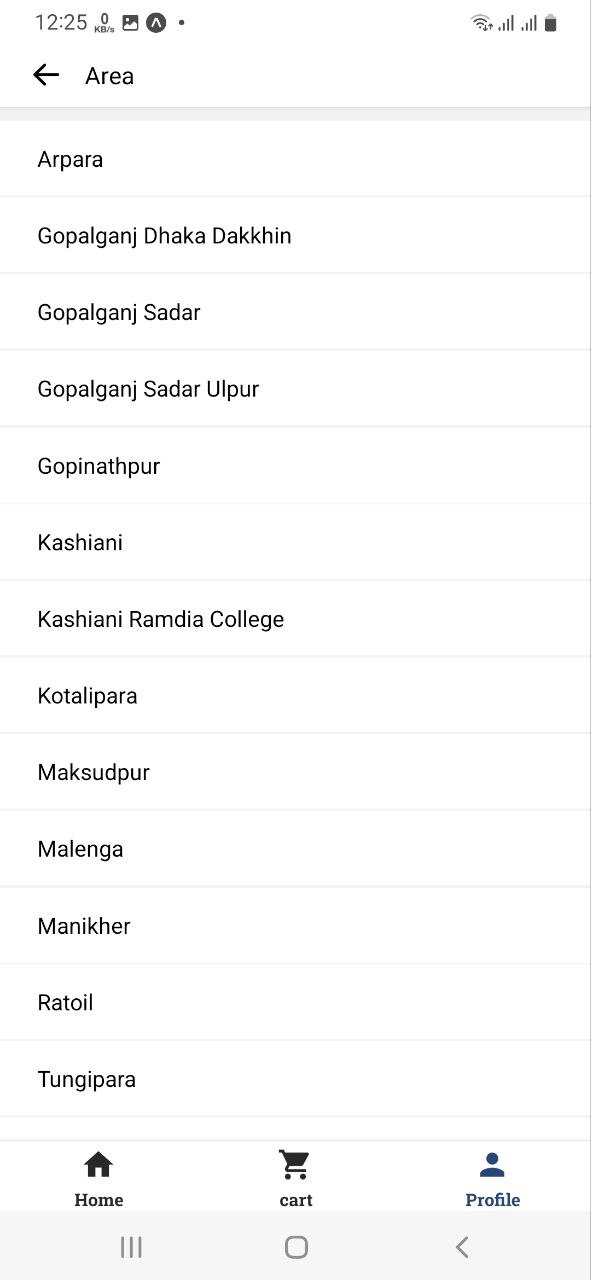 12:25 0 KB/s
Area
Arpara
Gopalganj Dhaka Dakkhin
Gopalganj Sadar
Gopalganj Sadar Ulpur
Gopinathpur
Kashiani
Kashiani Ramdia College
Kotalipara
Maksudpur
Malenga
Manikher
Ratoil
Tungipara
Home cart Profile